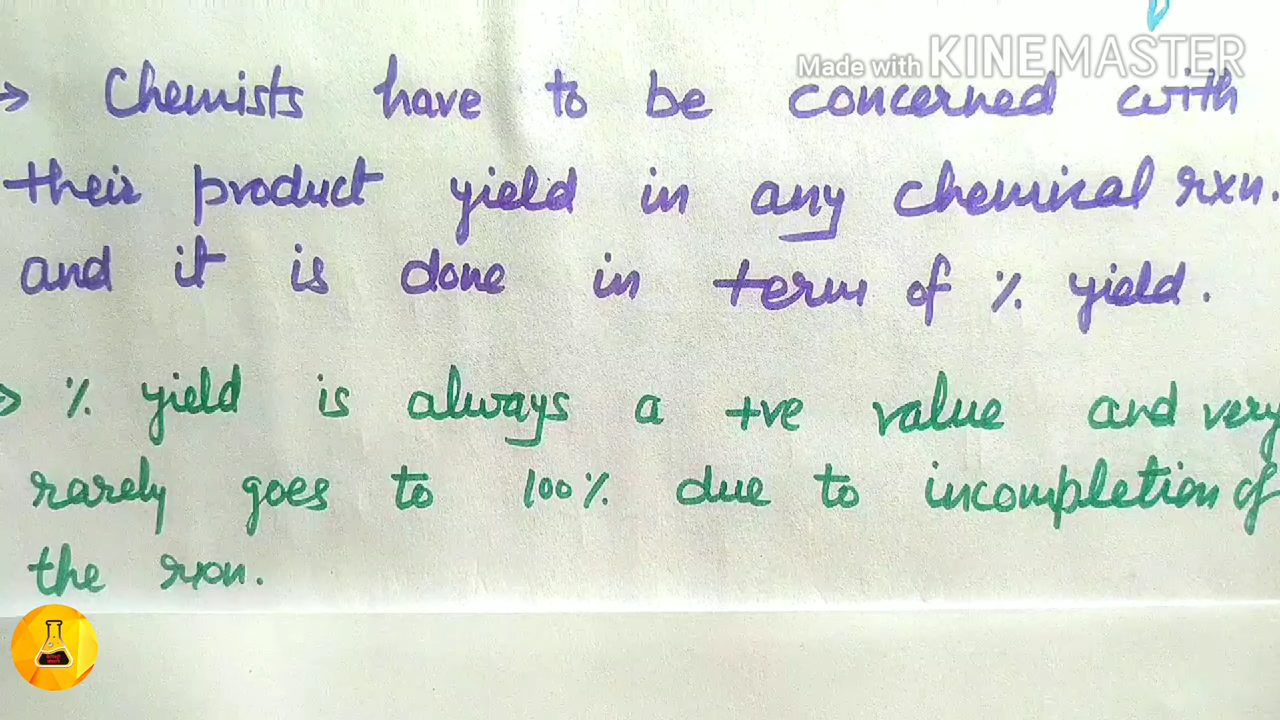 Made with KINEMASTER
→ Chemists have to be concerned with
their product yield in any chemical rxn.
and it is done in term of % yield.
> % yield is always a +ve value and very
rarely goes to 100% due to incompletion of
the rxn.